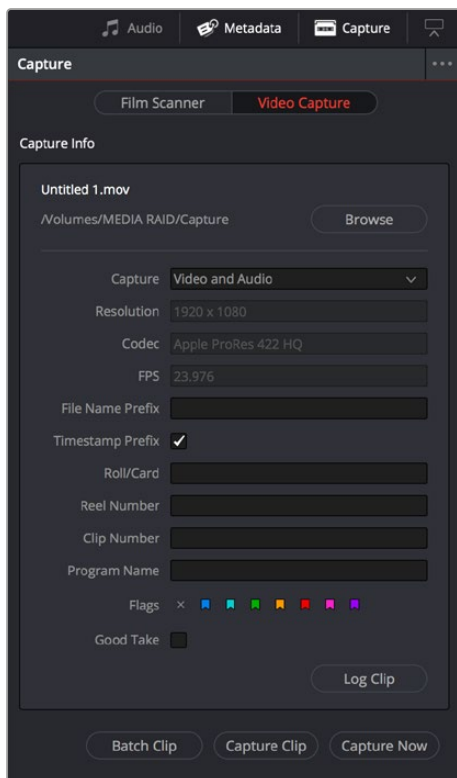 Audio Metadata Capture
Capture
Film Scanner Video Capture
Capture Info
Untitled 1.mov
/Volumes/MEDIA RAID/Capture Browse
Capture Video and Audio
Resolution 1920 x 1080
Codec Apple ProRes 422 HQ
FPS 23.976
File Name Prefix
Timestamp Prefix
Roll/Card
Reel Number
Clip Number
Program Name
Flags
Good Take
Log Clip
Batch Clip Capture Clip Capture Now